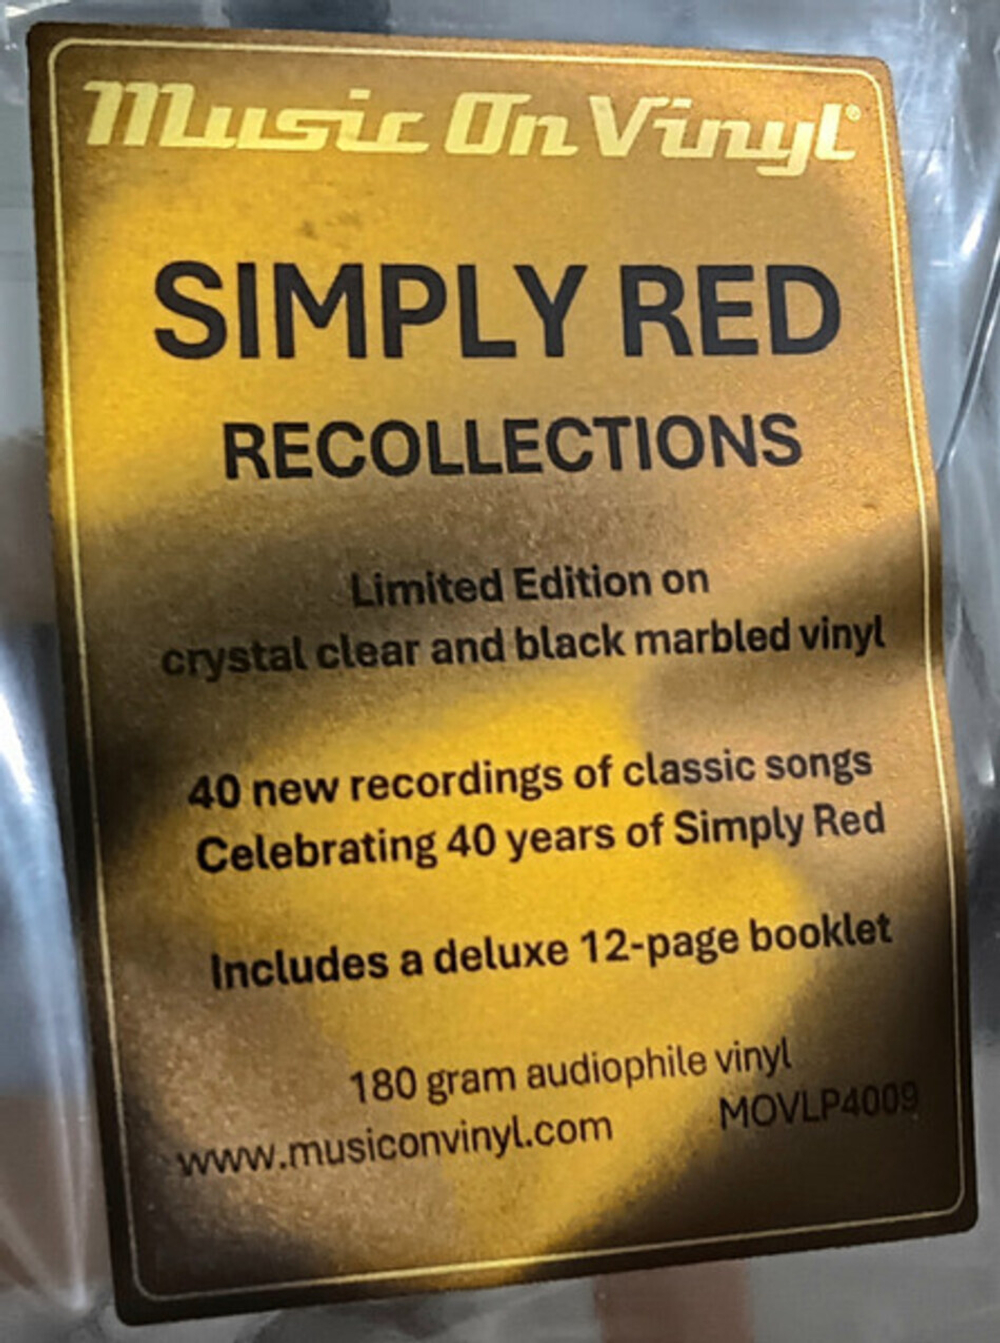 Music On Vinyl®
SIMPLY RED
RECOLLECTIONS
Limited Edition on
crystal clear and black marbled vinyl
40 new recordings of classic songs
Celebrating 40 years of Simply Red
Includes a deluxe 12-page booklet
180 gram audiophile vinyl
www.musiconvinyl.com MOVLP4009